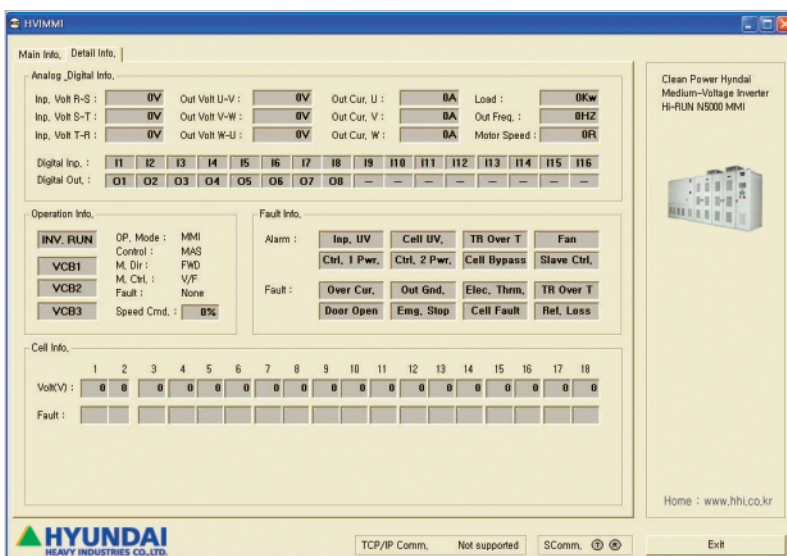 HVIMMI
Main Info, Detail Info,
Analog _Digital Info,
Inp, Volt R-S : 0V Out Volt U-V : 0V Out Cur, U : 0A Load : 0Kw
Inp, Volt S-T : 0V Out Volt V-W : 0V Out Cur, V : 0A Out Freq, : 0HZ
Inp, Volt T-R : 0V Out Volt W-U : 0V Out Cur, W : 0A Motor Speed : 0R
Digital Inp, : I1 I2 I3 I4 I5 I6 I7 I8 I9 I10 I11 I12 I13 I14 I15 I16
Digital Out, : O1 O2 O3 O4 O5 O6 O7 O8 – – – – – – – –
Operation Info,
INV. RUN
VCB1
VCB2
VCB3
OP, Mode : MMI
Control : MAS
M, Dir : FWD
M, Ctrl, : V/F
Fault : None
Speed Cmd, : 0%
Fault Info,
Alarm : Inp, UV Cell UV, TR Over T Fan
Ctrl, 1 Pwr, Ctrl, 2 Pwr, Cell Bypass Slave Ctrl,
Fault : Over Cur, Out Gnd, Elec, Thrm, TR Over T
Door Open Emg, Stop Cell Fault Ref, Loss
Cell Info,
1 2 3 4 5 6 7 8 9 10 11 12 13 14 15 16 17 18
Volt(V) : 0 0 0 0 0 0 0 0 0 0 0 0 0 0 0 0 0 0
Fault :
Clean Power Hyndai
Medium-Voltage Inverter
Hi-RUN N5000 MMI
Home : www,hhi,co,kr
HYUNDAI
HEAVY INDUSTRIES CO.,LTD.
TCP/IP Comm, Not supported
SComm, T R
Exit